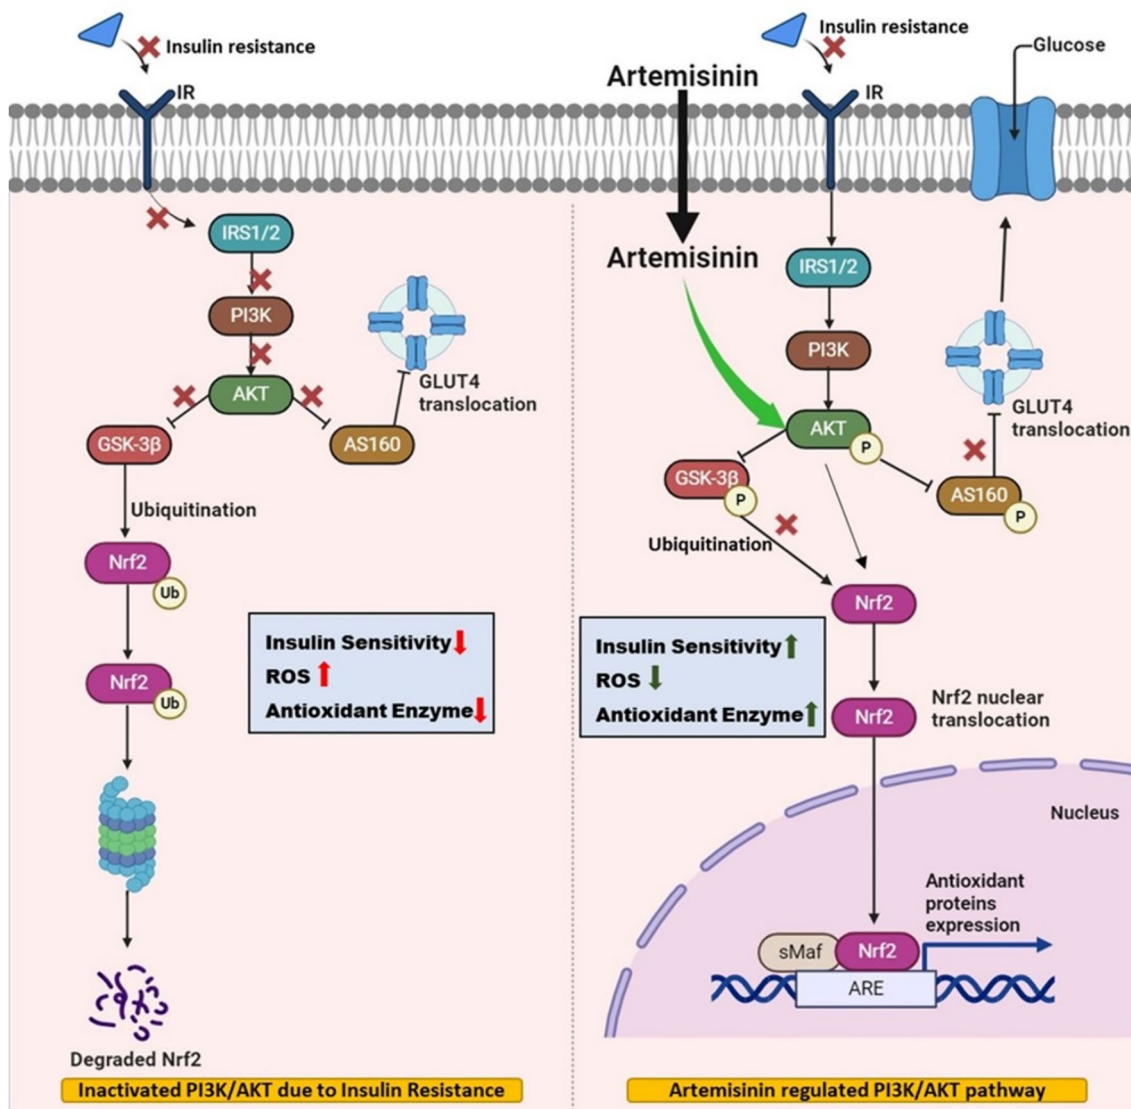 Insulin resistance
IR
IRS1/2
PI3K
AKT
GLUT4
translocation
GSK-3β
AS160
Ubiquitination
Nrf2
Ub
Nrf2
Ub
Insulin Sensitivity
ROS
Antioxidant Enzyme
Degraded Nrf2
Inactivated PI3K/AKT due to Insulin Resistance
Insulin resistance
Glucose
Artemisinin
IR
Artemisinin
IRS1/2
PI3K
GLUT4
translocation
AKT
P
GSK-3β
P
AS160
P
Ubiquitination
Nrf2
Insulin Sensitivity
ROS
Antioxidant Enzyme
Nrf2
Nrf2 nuclear
translocation
Nucleus
Antioxidant
proteins
expression
sMaf
Nrf2
ARE
Artemisinin regulated PI3K/AKT pathway